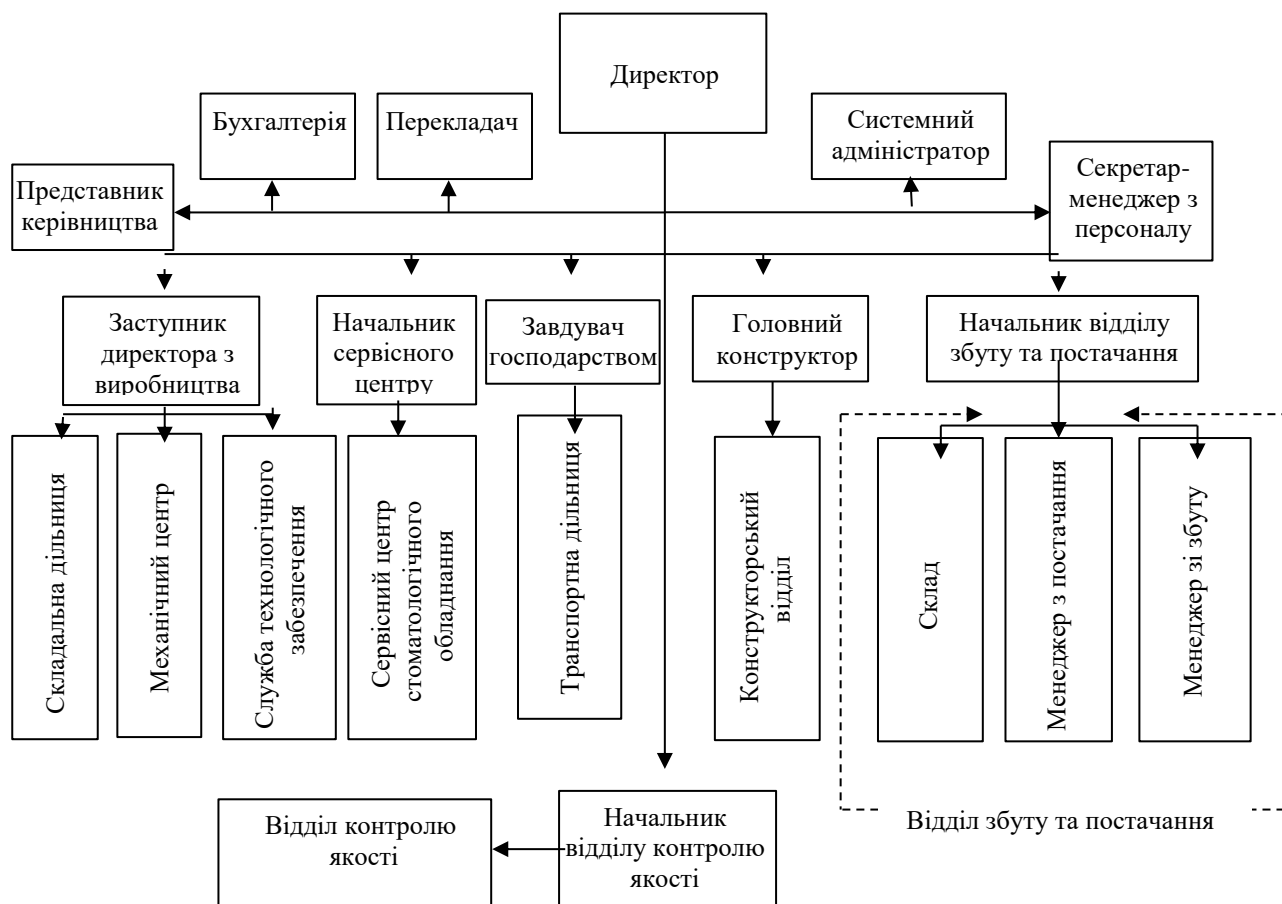 Директор
Бухгалтерія
Перекладач
Системний
адміністратор
Представник
керівництва
Секретар-
менеджер з
персоналу
Заступник
директора з
виробництва
Начальник
сервісного
центру
Завдувач
господарством
Головний
конструктор
Начальник відділу
збуту та постачання
Складальна дільниця
Механічний центр
Служба технологічного
забезпечення
Сервісний центр
стоматологічного
обладнання
Транспортна дільниця
Конструкторський
відділ
Склад
Менеджер з постачання
Менеджер зі збуту
Відділ збуту та постачання
Відділ контролю
якості
Начальник
відділу контролю
якості